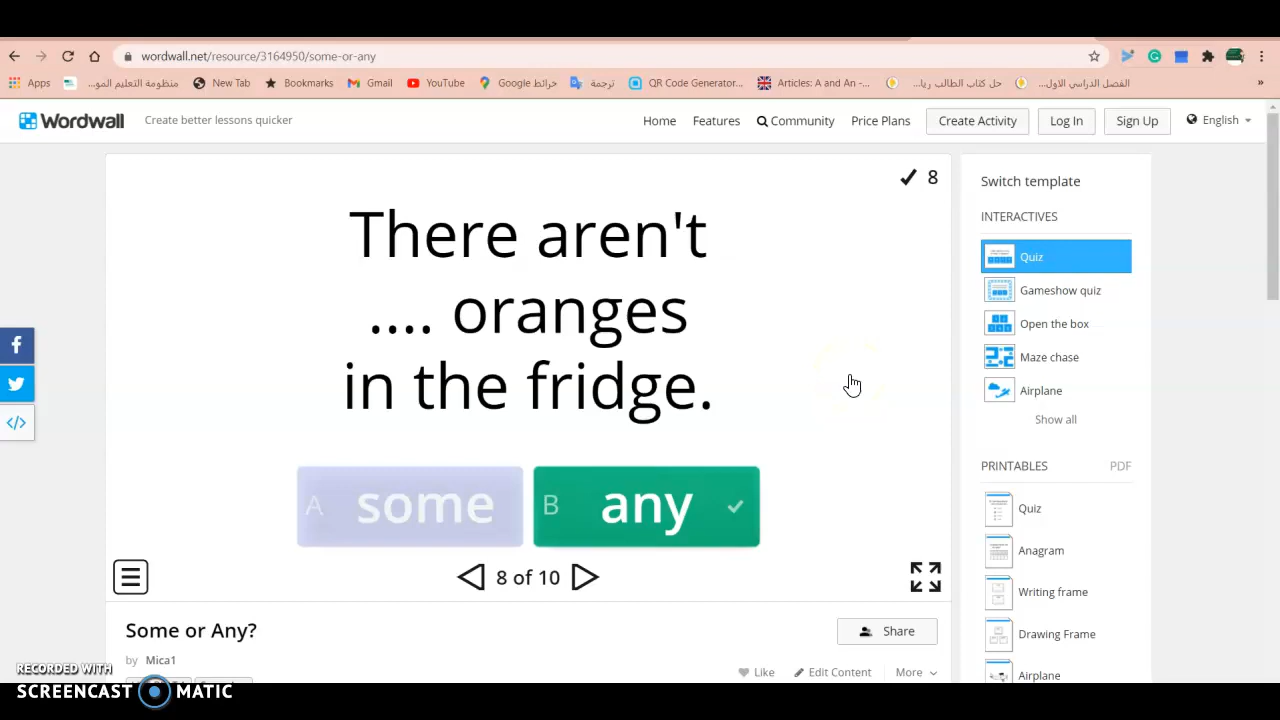 wordwall.net/resource/3164950/some-or-any
Apps
منظومة التعليم المو...
New Tab
Bookmarks
Gmail
YouTube
خرائط Google
ترجمة
QR Code Generator...
Articles: A and An -...
حل كتاب الطالب ريا...
الفصل الدراسي الاول...
»
Wordwall
Create better lessons quicker
Home
Features
Community
Price Plans
Create Activity
Log In
Sign Up
English
8
There aren't
.... oranges
in the fridge.
A some
B any
8 of 10
Some or Any?
by Mica1
Share
Like
Edit Content
More
Switch template
INTERACTIVES
Quiz
Gameshow quiz
Open the box
Maze chase
Airplane
Show all
PRINTABLES PDF
Quiz
Anagram
Writing frame
Drawing Frame
Airplane
RECORDED WITH
SCREENCAST MATIC